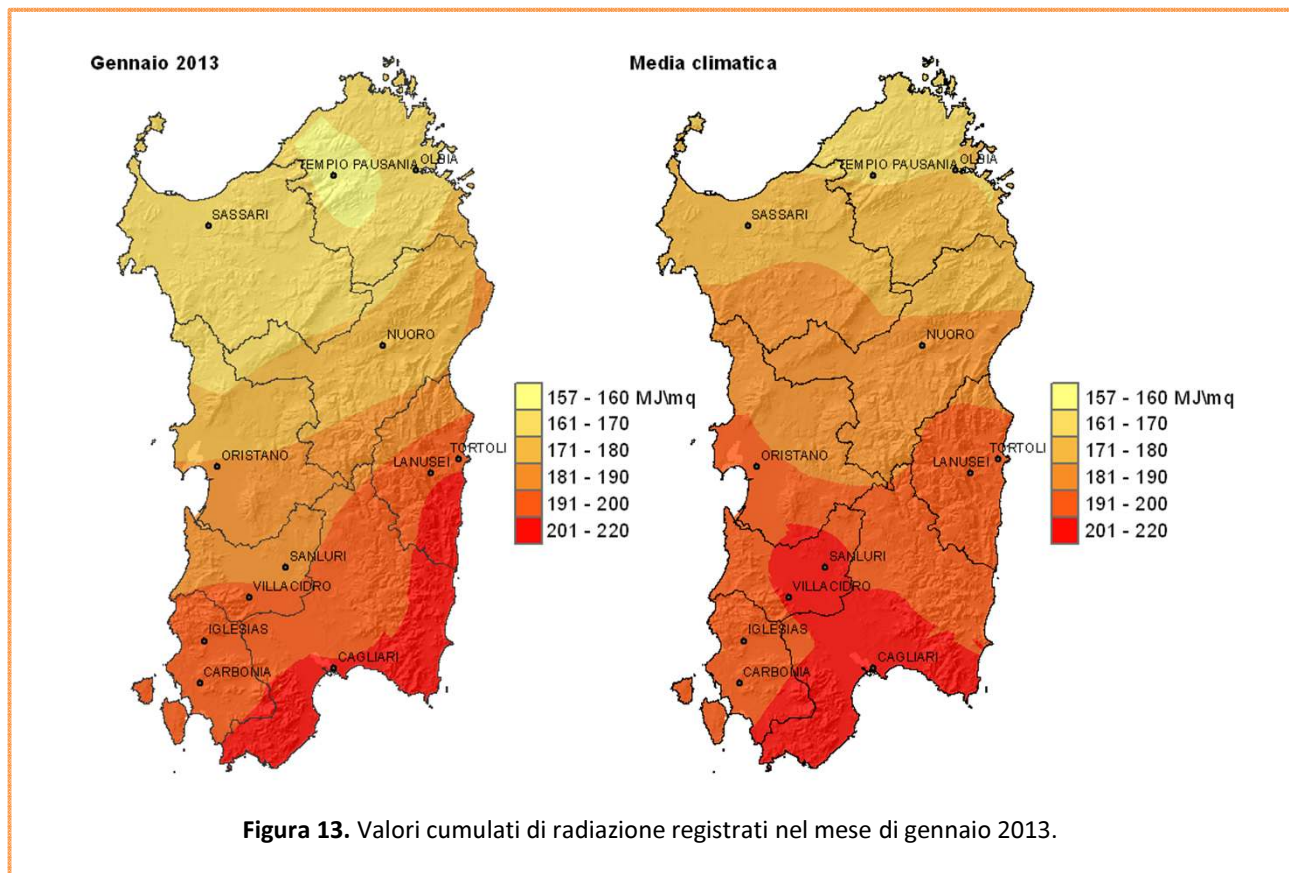 Gennaio 2013
TEMPIO PAUSANIA
OLBIA
SASSARI
NUORO
ORISTANO
TORTOLI
LANUSEI
SANLURI
VILLACIDRO
IGLESIAS
CARBONIA
CAGLIARI
157 - 160 MJ\mq
161 - 170
171 - 180
181 - 190
191 - 200
201 - 220
Media climatica
TEMPIO PAUSANIA
OLBIA
SASSARI
NUORO
ORISTANO
TORTOLI
LANUSEI
SANLURI
VILLACIDRO
IGLESIAS
CARBONIA
CAGLIARI
157 - 160 MJ\mq
161 - 170
171 - 180
181 - 190
191 - 200
201 - 220
Figura 13. Valori cumulati di radiazione registrati nel mese di gennaio 2013.